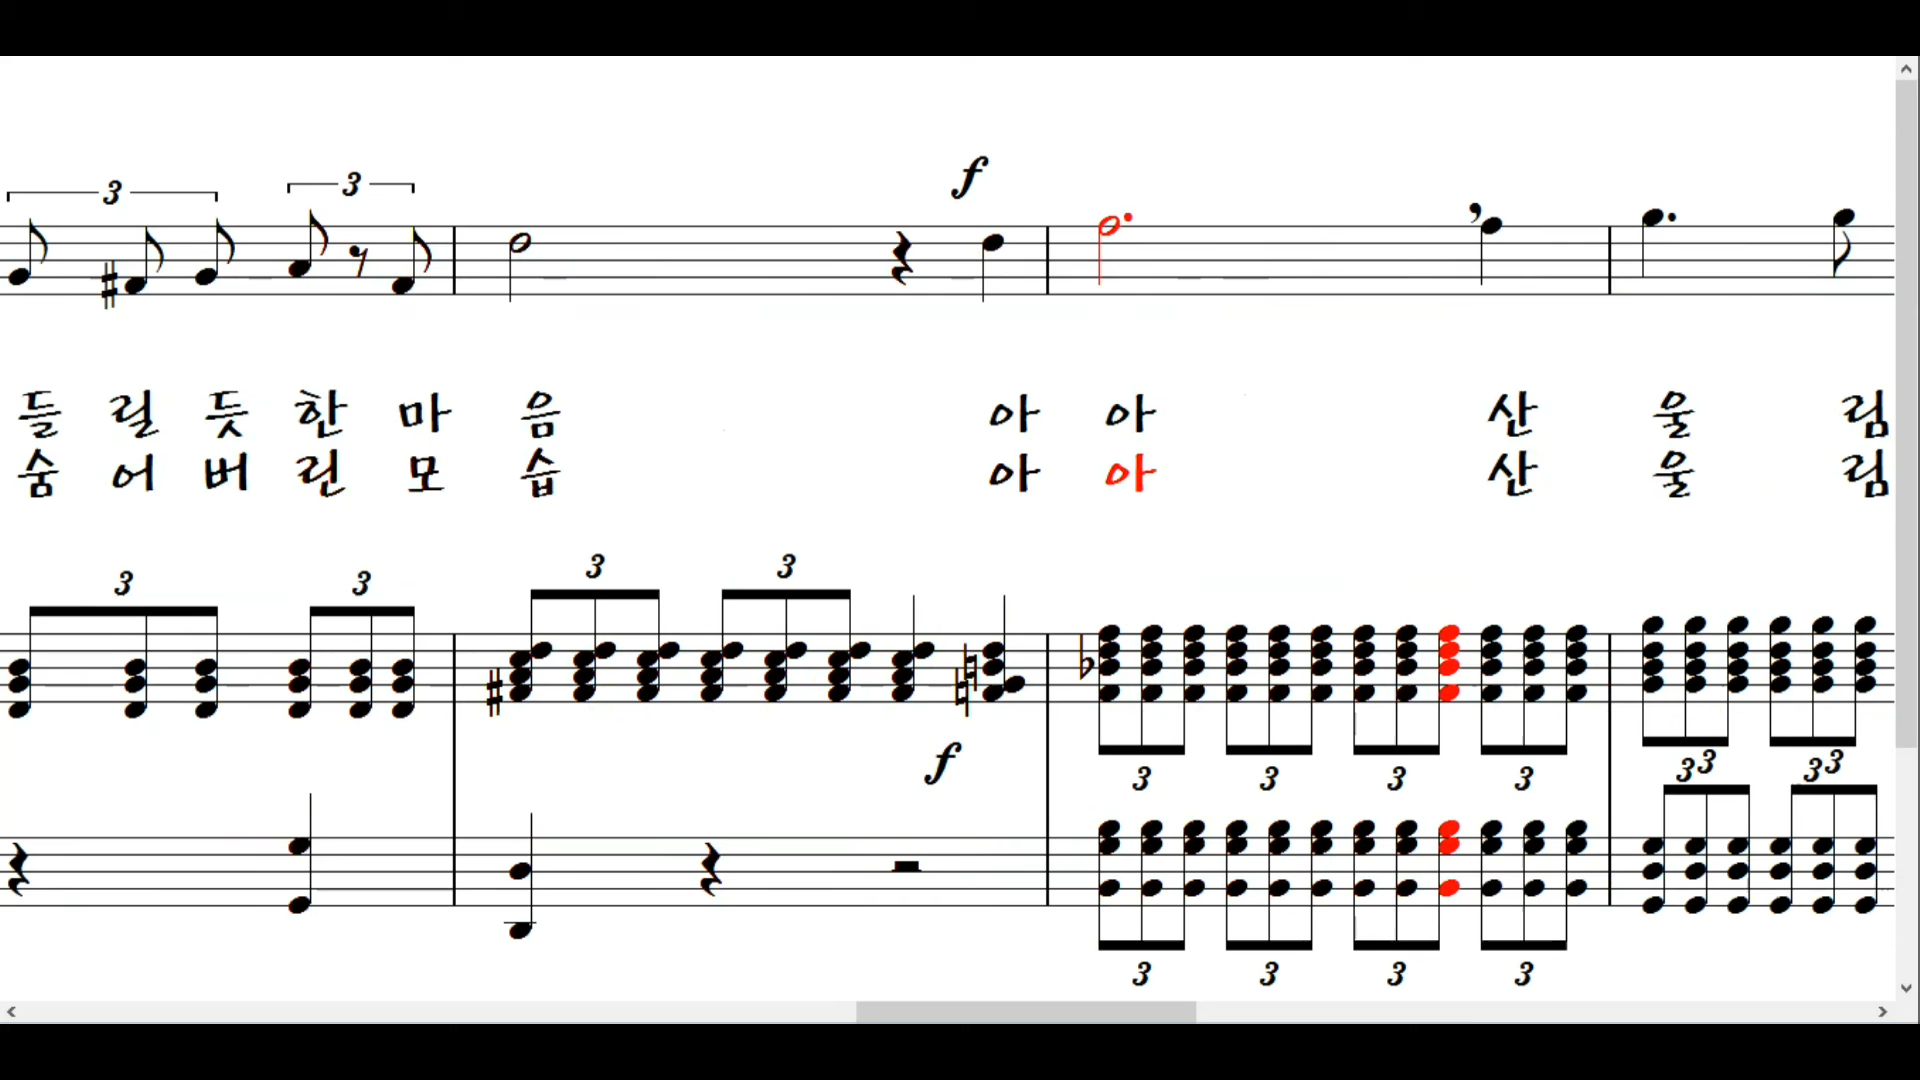 3 3
f
들 릴 듯 한 마 음 아 아 산 울 림
숨 어 버 린 모 습 아 아 산 울 림
3 3 3 3
f
3 3 3 3 3 3 3 3
3 3 3 3